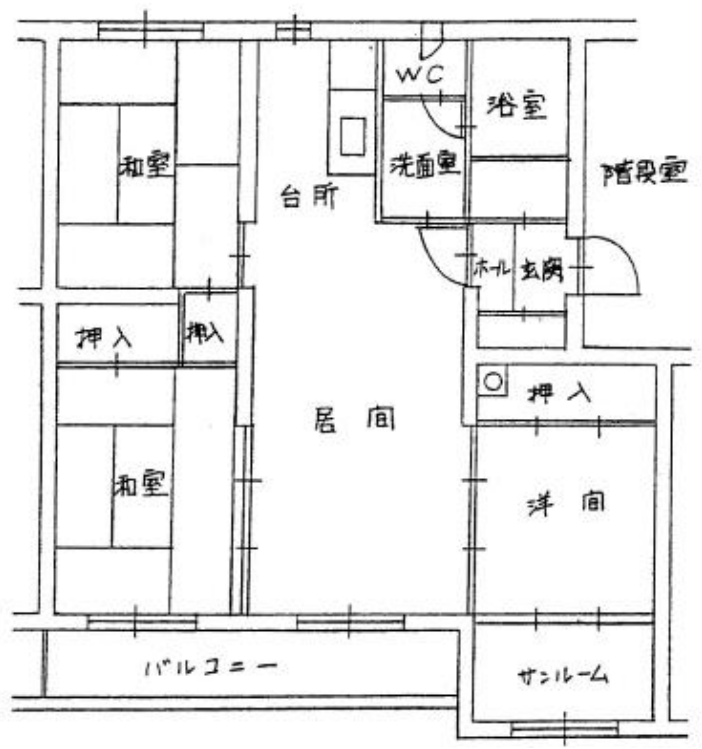 WC
浴室
和室
洗面室
階段室
台所
ホール
玄関
押入
押入
押入
居間
和室
洋間
バルコニー
サンルーム